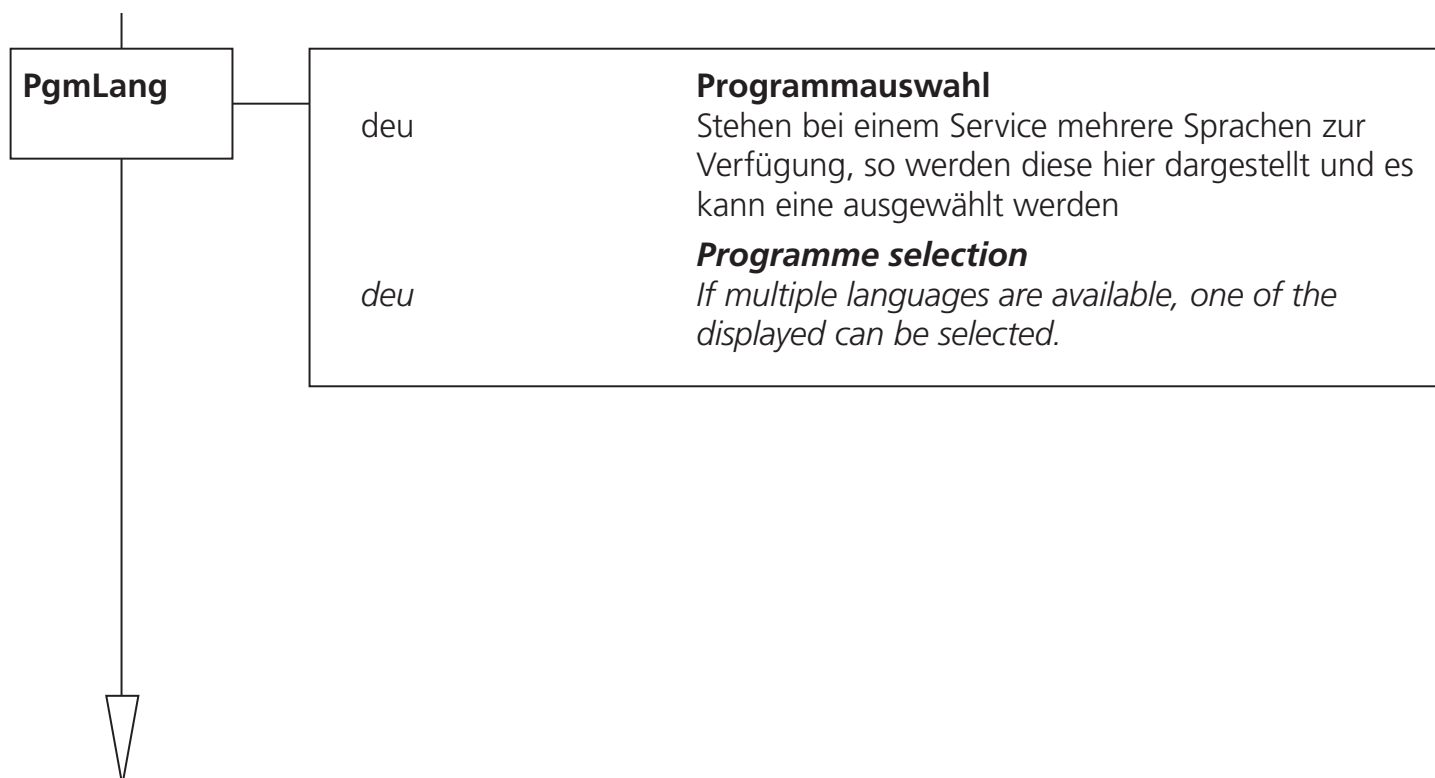 PgmLang
Programmauswahl
deu Stehen bei einem Service mehrere Sprachen zur
Verfügung, so werden diese hier dargestellt und es
kann eine ausgewählt werden
Programme selection
deu If multiple languages are available, one of the
displayed can be selected.